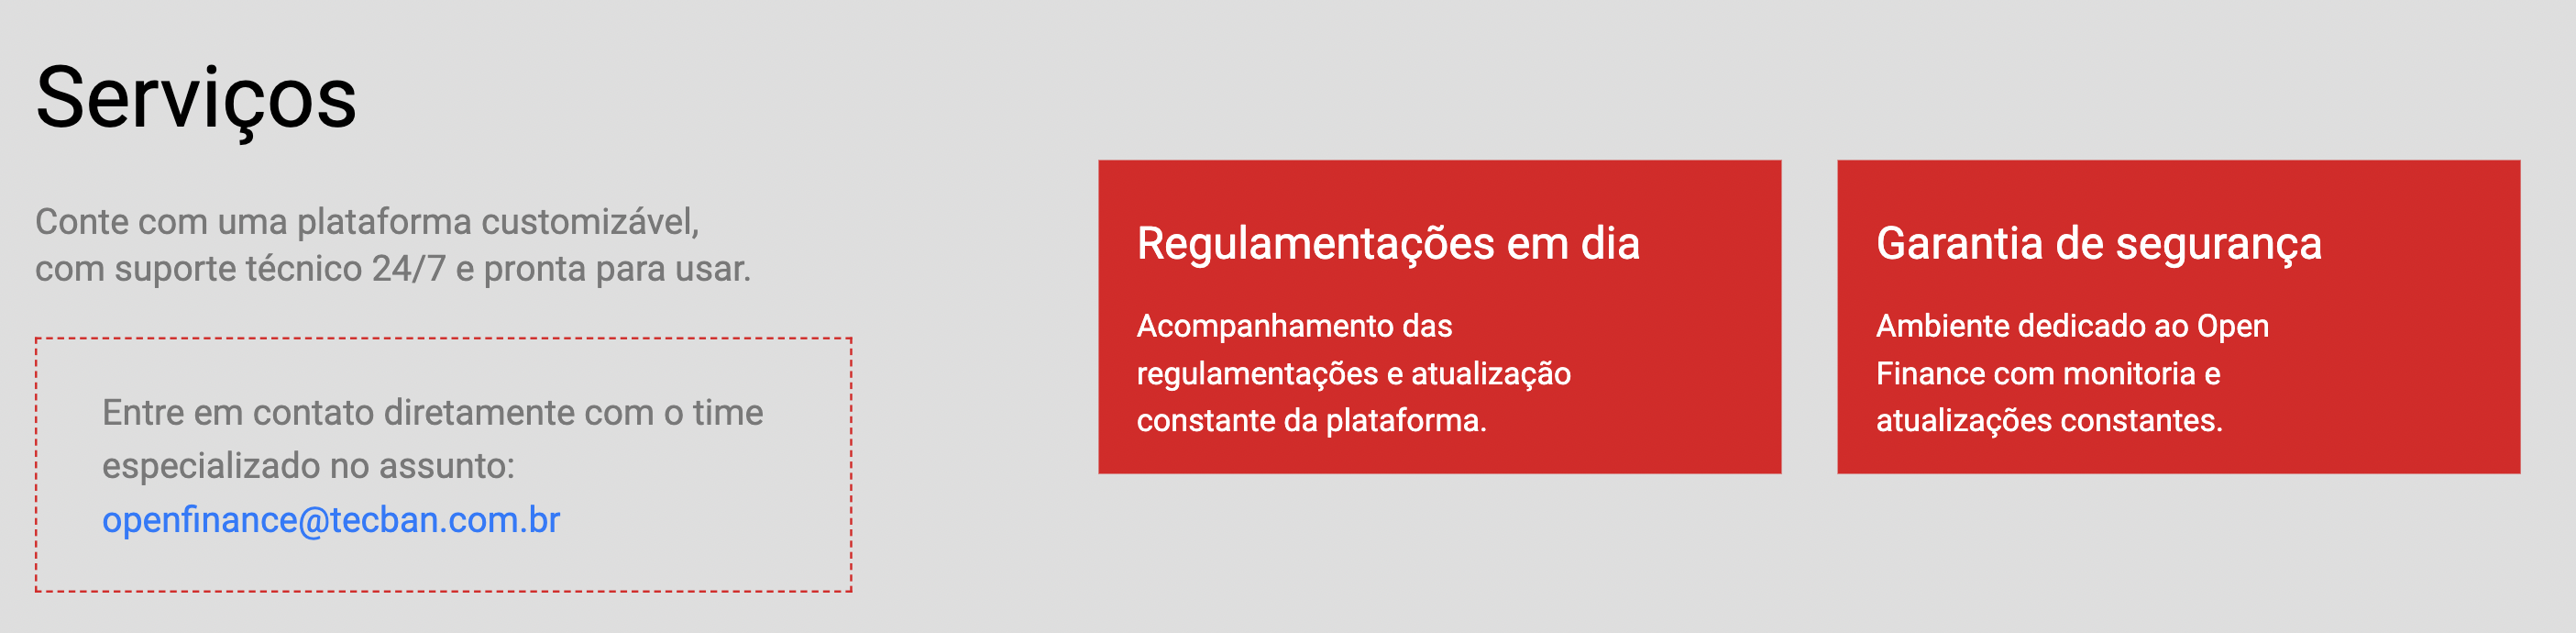 Serviços
Conte com uma plataforma customizável,
com suporte técnico 24/7 e pronta para usar.
Entre em contato diretamente com o time
especializado no assunto:
openfinance@tecban.com.br
Regulamentações em dia
Acompanhamento das
regulamentações e atualização
constante da plataforma.
Garantia de segurança
Ambiente dedicado ao Open
Finance com monitoria e
atualizações constantes.